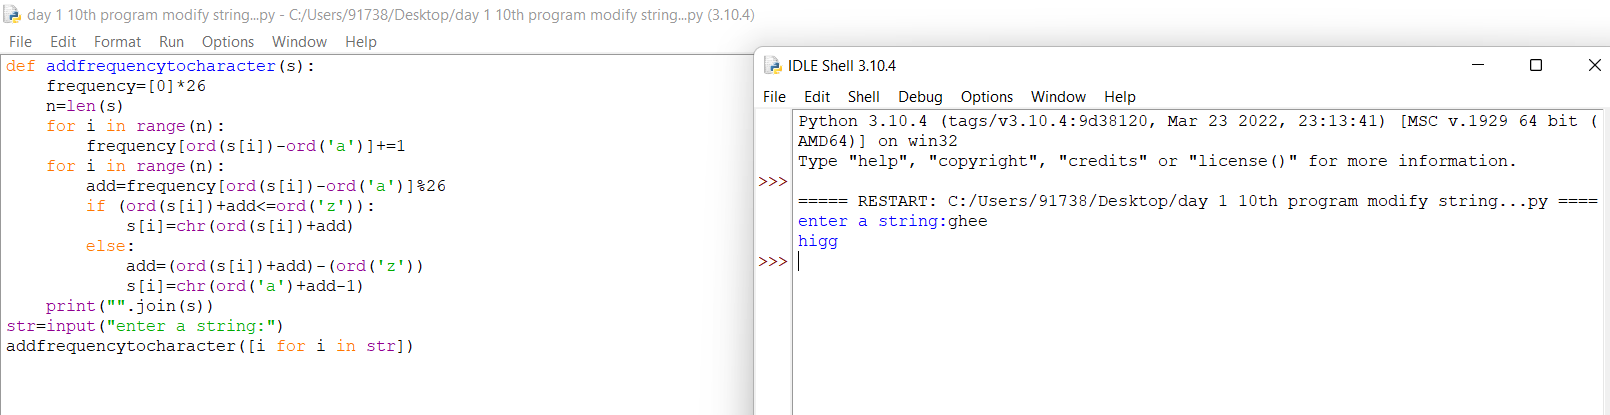 day 1 10th program modify string...py - C:/Users/91738/Desktop/day 1 10th program modify string...py (3.10.4)
File Edit Format Run Options Window Help
def addfrequencytocharacter(s):
    frequency=[0]*26
    n=len(s)
    for i in range(n):
        frequency[ord(s[i])-ord('a')]+=1
    for i in range(n):
        add=frequency[ord(s[i])-ord('a')]%26
        if (ord(s[i])+add<=ord('z')):
            s[i]=chr(ord(s[i])+add)
        else:
            add=(ord(s[i])+add)-(ord('z'))
            s[i]=chr(ord('a')+add-1)
    print("".join(s))
str=input("enter a string:")
addfrequencytocharacter([i for i in str])
IDLE Shell 3.10.4
File Edit Shell Debug Options Window Help
Python 3.10.4 (tags/v3.10.4:9d38120, Mar 23 2022, 23:13:41) [MSC v.1929 64 bit (
AMD64)] on win32
Type "help", "copyright", "credits" or "license()" for more information.
>>>
===== RESTART: C:/Users/91738/Desktop/day 1 10th program modify string...py ====
enter a string:ghee
higg
>>>